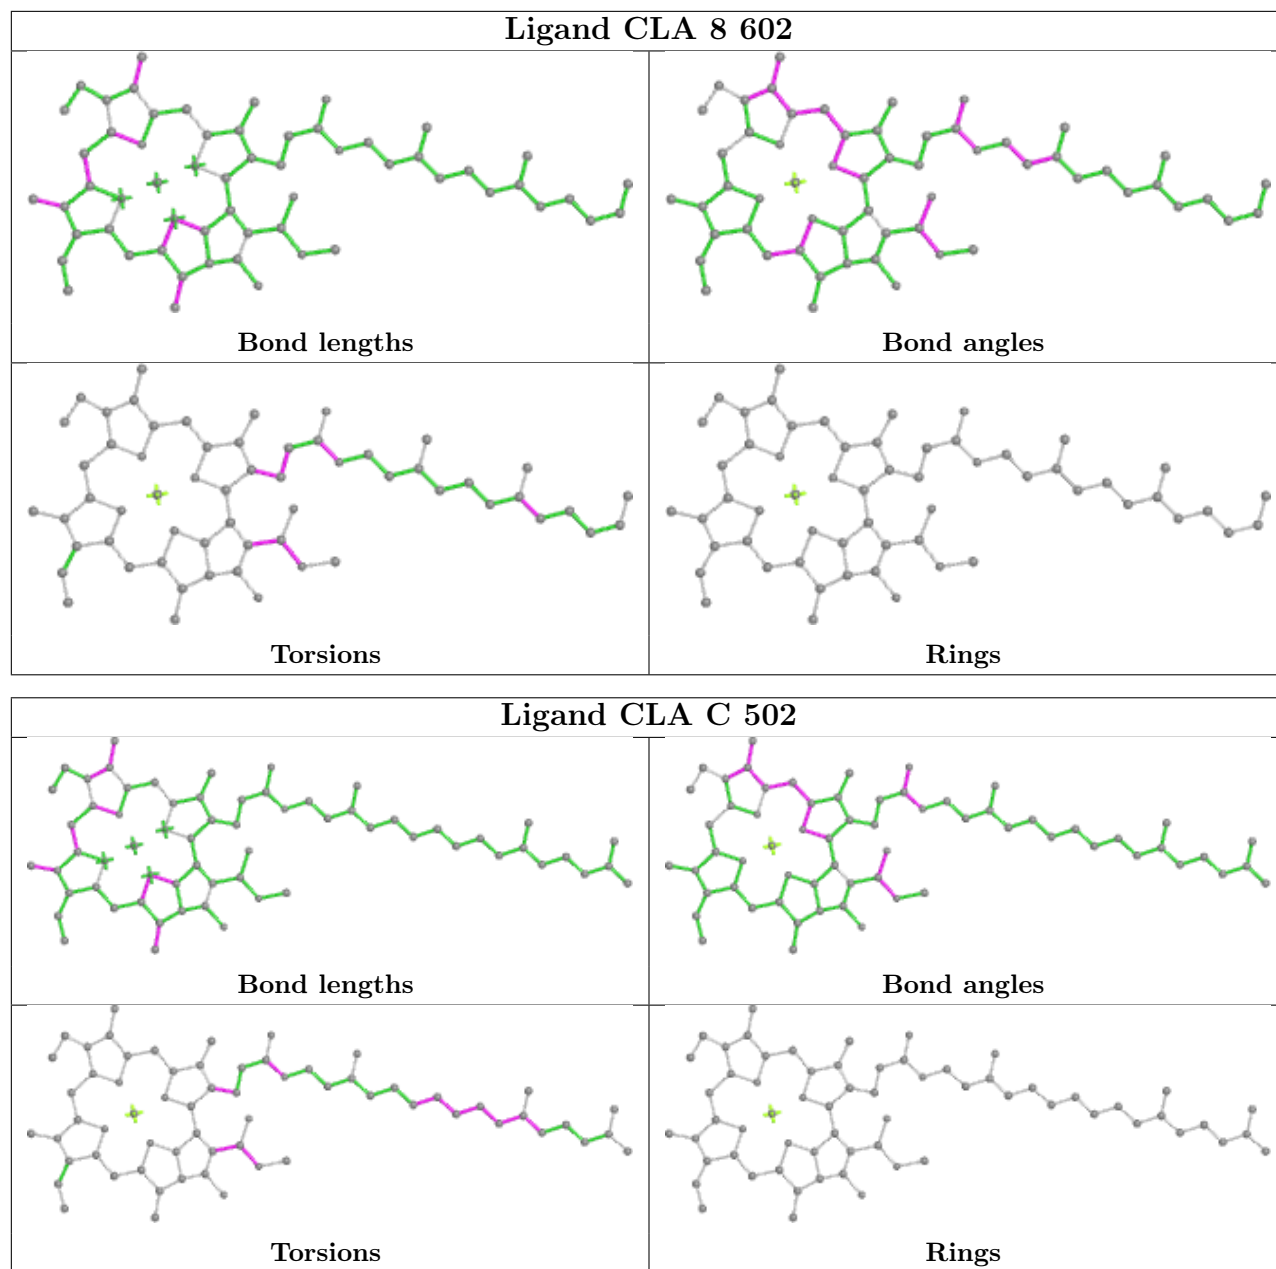 Ligand CLA 8 602
Bond lengths
Bond angles
Torsions
Rings
Ligand CLA C 502
Bond lengths
Bond angles
Torsions
Rings